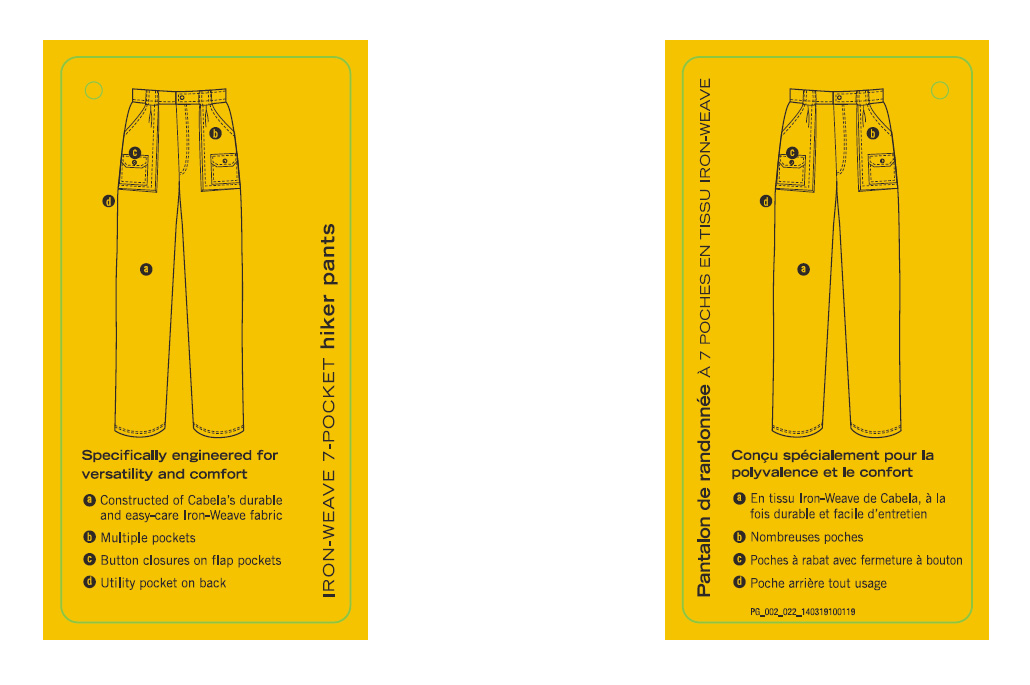 b
c
d
a
IRON-WEAVE 7-POCKET hiker pants
Specifically engineered for
versatility and comfort
a Constructed of Cabela's durable
and easy-care Iron-Weave fabric
b Multiple pockets
c Button closures on flap pockets
d Utility pocket on back
Pantalon de randonnée À 7 POCHES EN TISSU IRON-WEAVE
b
c
d
a
Conçu spécialement pour la
polyvalence et le confort
a En tissu Iron-Weave de Cabela, à la
fois durable et facile d'entretien
b Nombreuses poches
c Poches à rabat avec fermeture à bouton
d Poche arrière tout usage
PG_002_022_140319100119